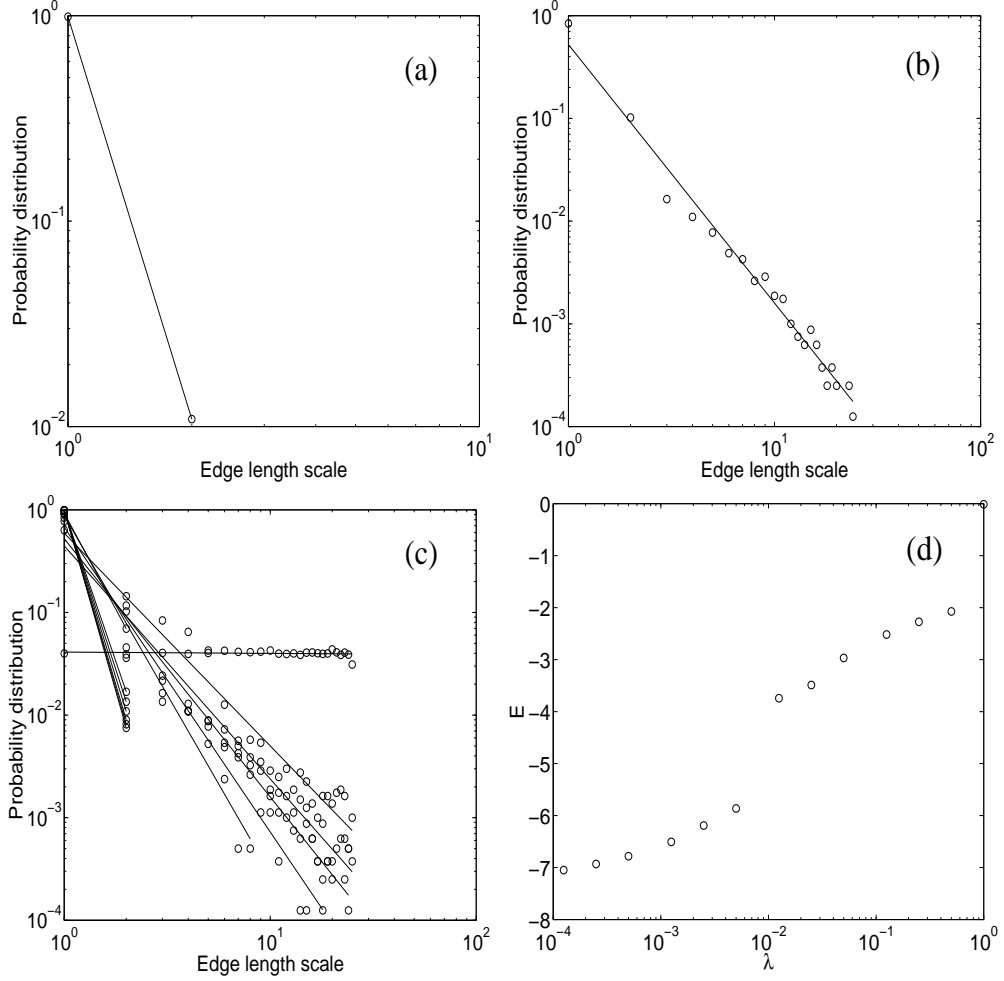 (a)
Probability distribution
10^0
10^-1
10^-2
10^0
10^1
Edge length scale
(b)
Probability distribution
10^0
10^-1
10^-2
10^-3
10^-4
10^0
10^1
10^2
Edge length scale
(c)
Probability distribution
10^0
10^-1
10^-2
10^-3
10^-4
10^0
10^1
10^2
Edge length scale
(d)
E
0
−1
−2
−3
−4
−5
−6
−7
−8
10^-4
10^-3
10^-2
10^-1
10^0
λ